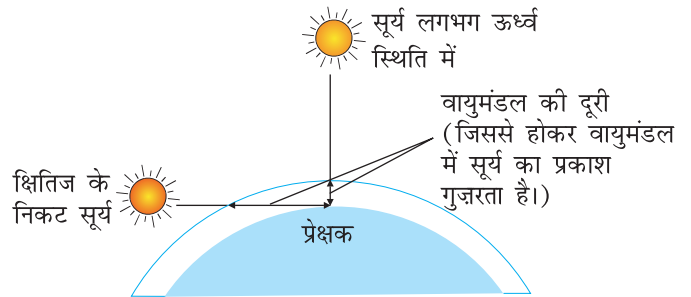 सूर्य लगभग ऊर्ध्व
स्थिति में
वायुमंडल की दूरी
(जिससे होकर वायुमंडल
में सूर्य का प्रकाश
गुज़रता है।)
क्षितिज के
निकट सूर्य
प्रेक्षक